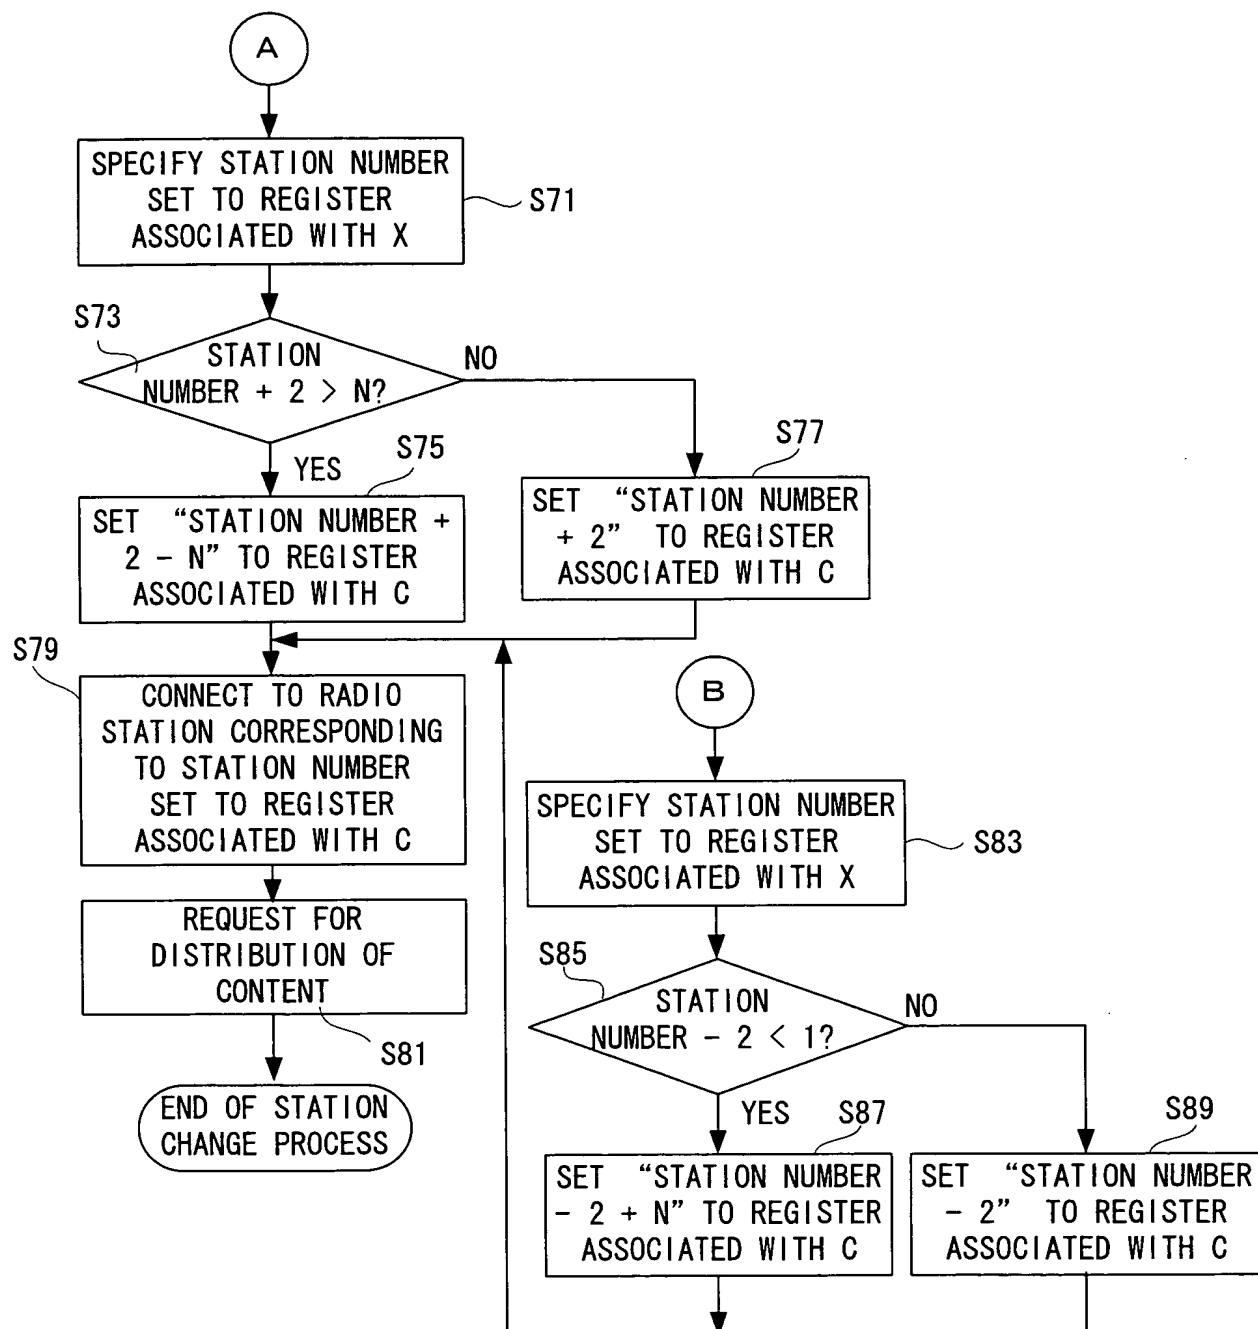 A
SPECIFY STATION NUMBER
SET TO REGISTER
ASSOCIATED WITH X
S71
S73
STATION
NUMBER + 2 > N?
NO
YES
S75
SET “STATION NUMBER +
2 - N” TO REGISTER
ASSOCIATED WITH C
S77
SET “STATION NUMBER
+ 2” TO REGISTER
ASSOCIATED WITH C
S79
CONNECT TO RADIO
STATION CORRESPONDING
TO STATION NUMBER
SET TO REGISTER
ASSOCIATED WITH C
REQUEST FOR
DISTRIBUTION OF
CONTENT
S81
END OF STATION
CHANGE PROCESS
B
SPECIFY STATION NUMBER
SET TO REGISTER
ASSOCIATED WITH X
S83
S85
STATION
NUMBER - 2 < 1?
NO
YES
S87
SET “STATION NUMBER
- 2 + N” TO REGISTER
ASSOCIATED WITH C
S89
SET “STATION NUMBER
- 2” TO REGISTER
ASSOCIATED WITH C